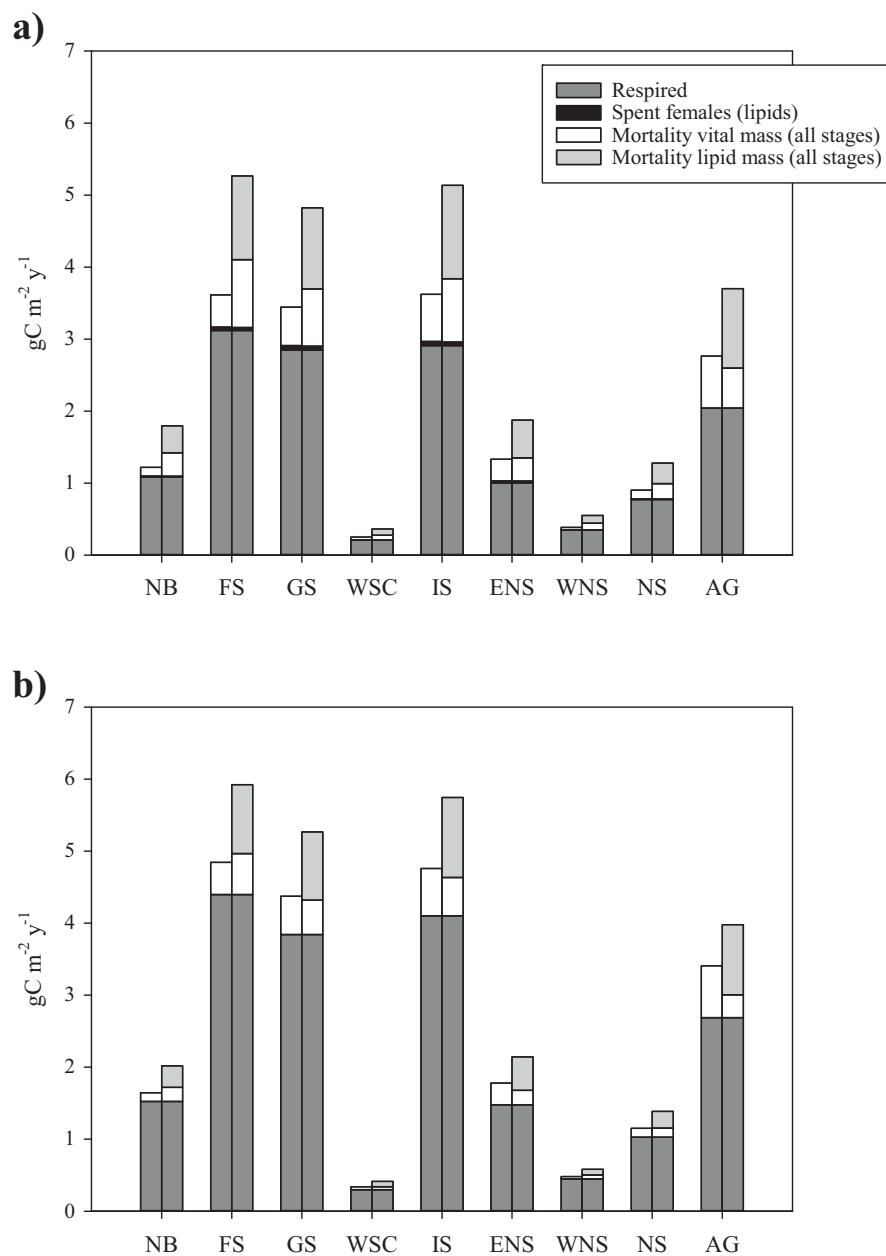 a)
7
6
5
4
3
2
1
0
gC m⁻² y⁻¹
Respired
Spent females (lipids)
Mortality vital mass (all stages)
Mortality lipid mass (all stages)
NB FS GS WSC IS ENS WNS NS AG
b)
7
6
5
4
3
2
1
0
gC m⁻² y⁻¹
NB FS GS WSC IS ENS WNS NS AG